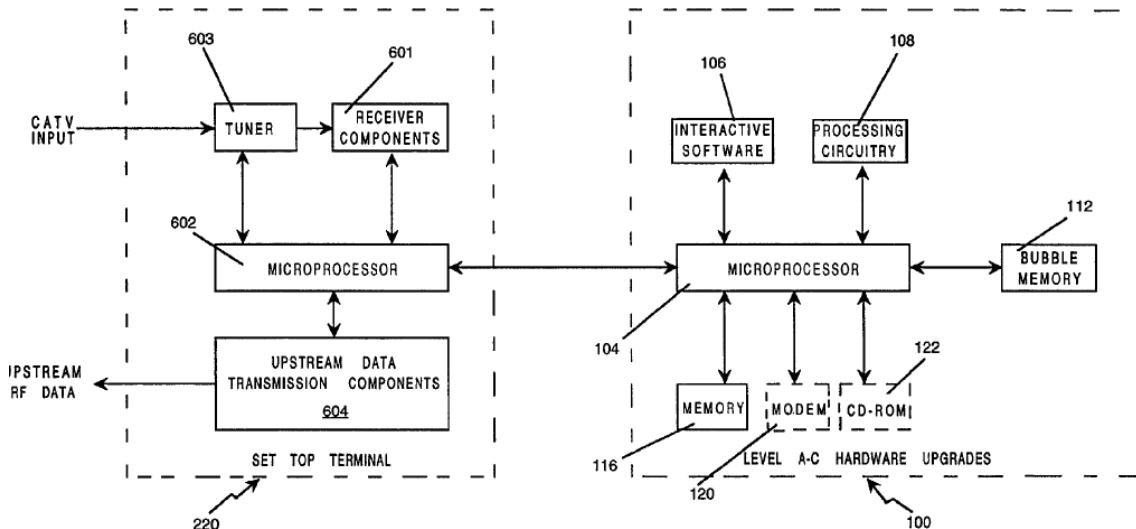 603
601
106
108
CATV
INPUT
TUNER
RECEIVER
COMPONENTS
INTERACTIVE
SOFTWARE
PROCESSING
CIRCUITRY
602
112
MICROPROCESSOR
MICROPROCESSOR
BUBBLE
MEMORY
104
122
UPSTREAM DATA
TRANSMISSION COMPONENTS
604
UPSTREAM
RF DATA
MEMORY
MODEM
CD-ROM
SET TOP TERMINAL
116
120
LEVEL A-C HARDWARE UPGRADES
220
100